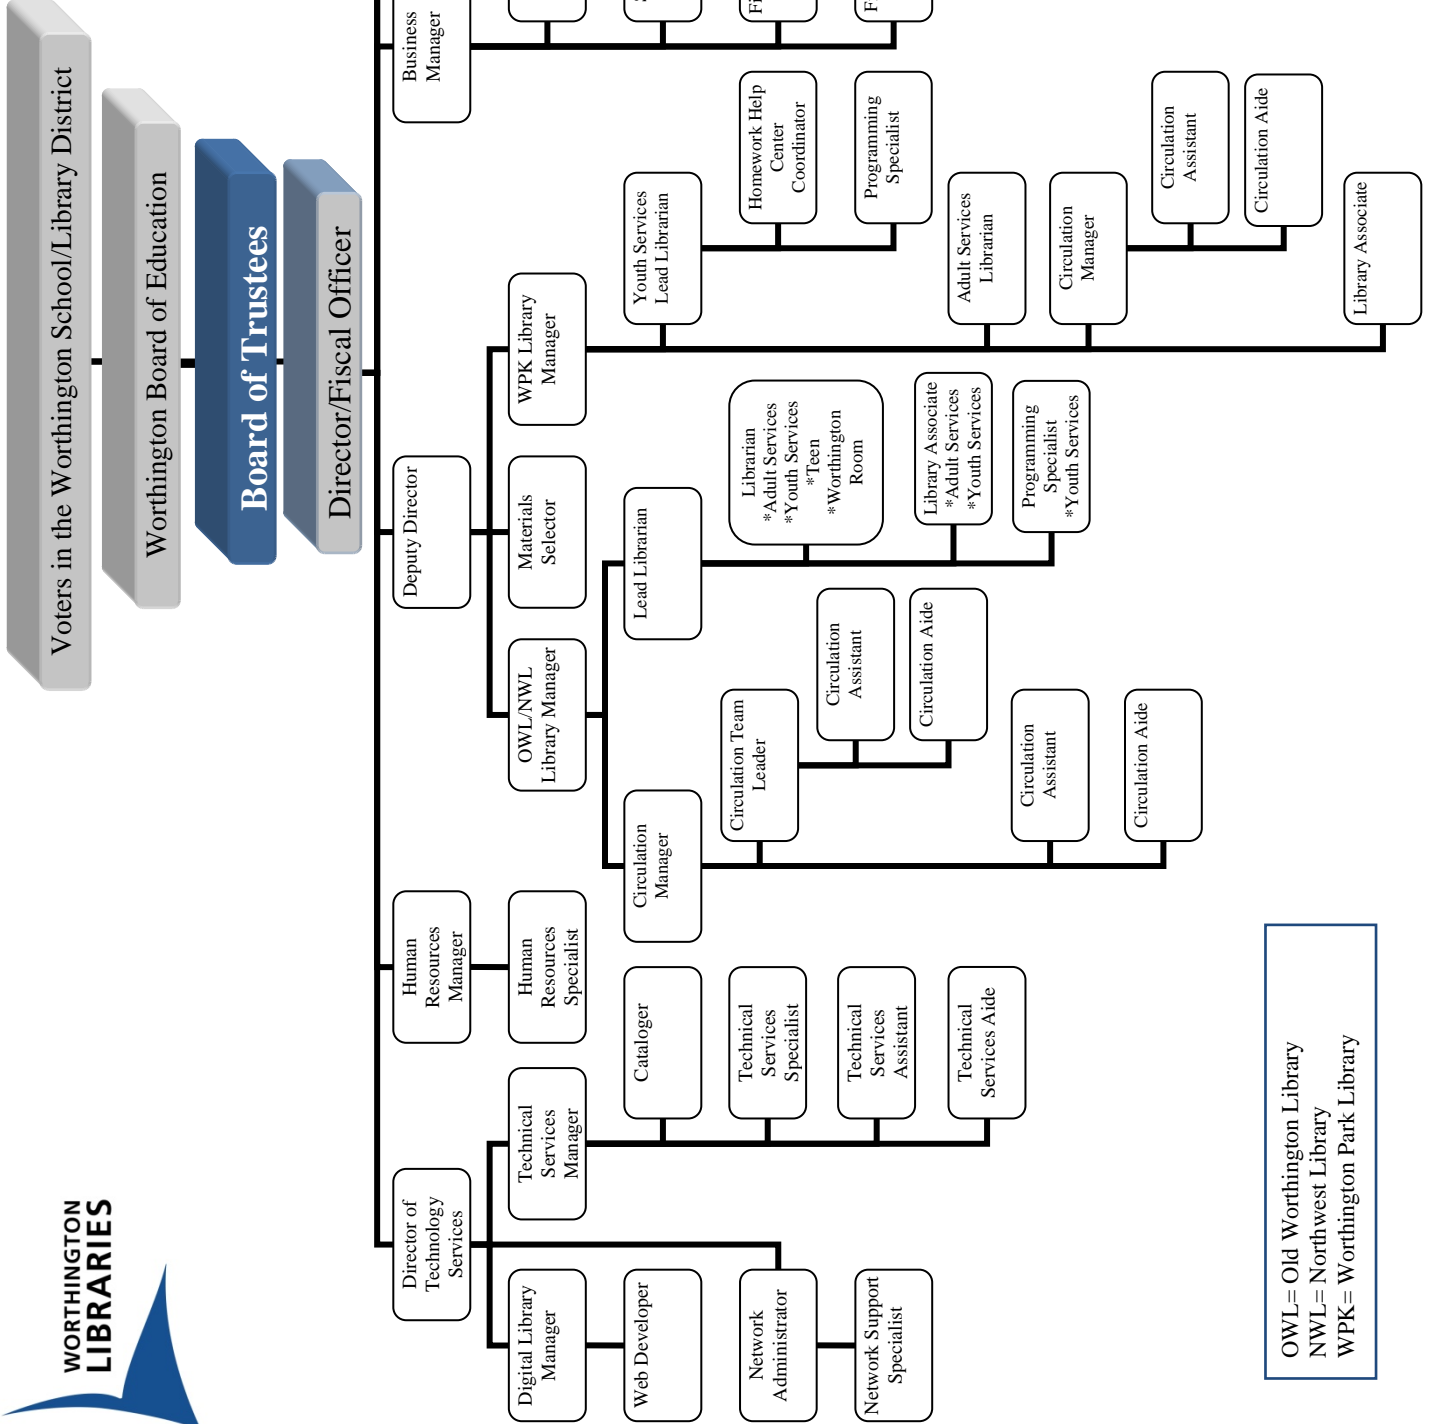 WORTHINGTON
LIBRARIES
Voters in the Worthington School/Library District
Worthington Board of Education
Board of Trustees
Director/Fiscal Officer
Director of
Technology
Services
Human
Resources
Manager
Deputy Director
Business
Manager
Digital Library
Manager
Technical
Services
Manager
Human
Resources
Specialist
OWL/NWL
Library Manager
Materials
Selector
WPK Library
Manager
Web Developer
Cataloger
Circulation
Manager
Lead Librarian
Youth Services
Lead Librarian
Network
Administrator
Technical
Services
Specialist
Circulation Team
Leader
Librarian
*Adult Services
*Youth Services
*Teen
*Worthington
Room
Homework Help
Center
Coordinator
Network Support
Specialist
Technical
Services
Assistant
Circulation
Assistant
Programming
Specialist
Technical
Services Aide
Circulation Aide
Library Associate
*Adult Services
*Youth Services
Adult Services
Librarian
Circulation
Assistant
Programming
Specialist
*Youth Services
Circulation
Manager
Circulation Aide
Circulation
Assistant
Circulation Aide
Library Associate
OWL= Old Worthington Library
NWL= Northwest Library
WPK= Worthington Park Library